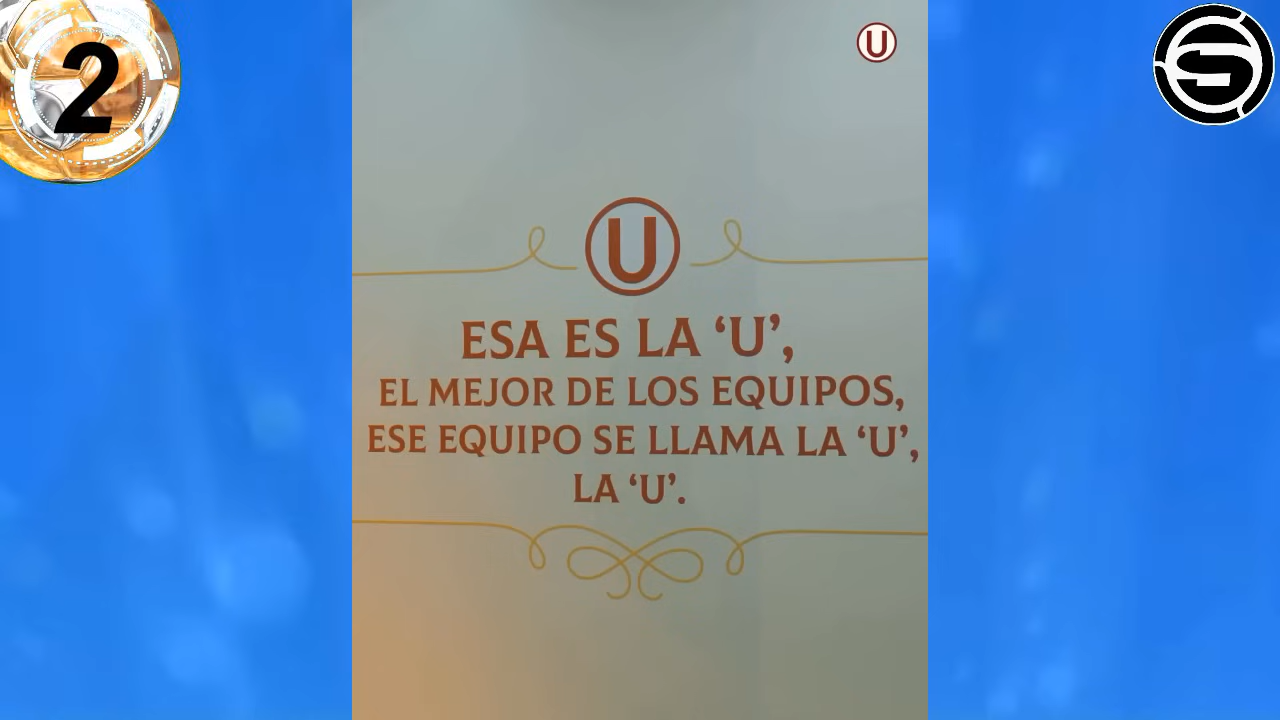 2
U
S
U
ESA ES LA ‘U’,
EL MEJOR DE LOS EQUIPOS,
ESE EQUIPO SE LLAMA LA ‘U’,
LA ‘U’.